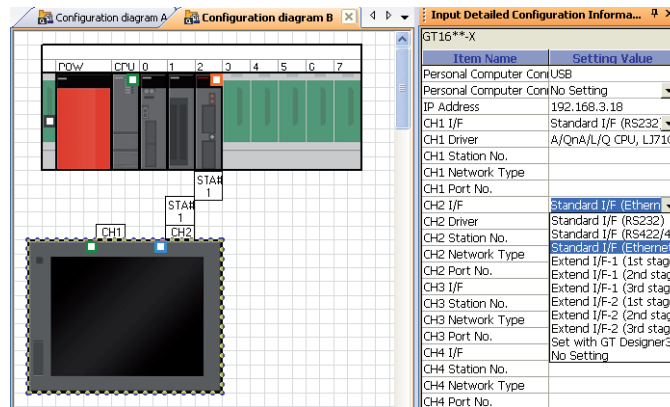 Configuration diagram A
Configuration diagram B
Input Detailed Configuration Informa...
GT16**-X
Item Name Setting Value
Personal Computer Con USB
Personal Computer Con No Setting
IP Address 192.168.3.18
CH1 I/F Standard I/F (RS232)
CH1 Driver A/QnA/L/Q CPU, LJ710
CH1 Station No.
CH1 Network Type
CH1 Port No.
CH2 I/F Standard I/F (Ethern
CH2 Driver Standard I/F (RS232)
CH2 Station No. Standard I/F (RS422/4
Standard I/F (Ethernet
CH2 Network Type Extend I/F-1 (1st stag
CH2 Port No. Extend I/F-1 (2nd stag
CH3 I/F Extend I/F-1 (3rd stag
CH3 Station No. Extend I/F-2 (1st stag
CH3 Network Type Extend I/F-2 (2nd stag
CH3 Port No. Extend I/F-2 (3rd stag
Set with GT Designer3
CH4 I/F No Setting
CH4 Station No.
CH4 Network Type
CH4 Port No.
POW CPU 0 1 2 3 4 5 6 7
STA#
1
STA#
1
CH1 CH2